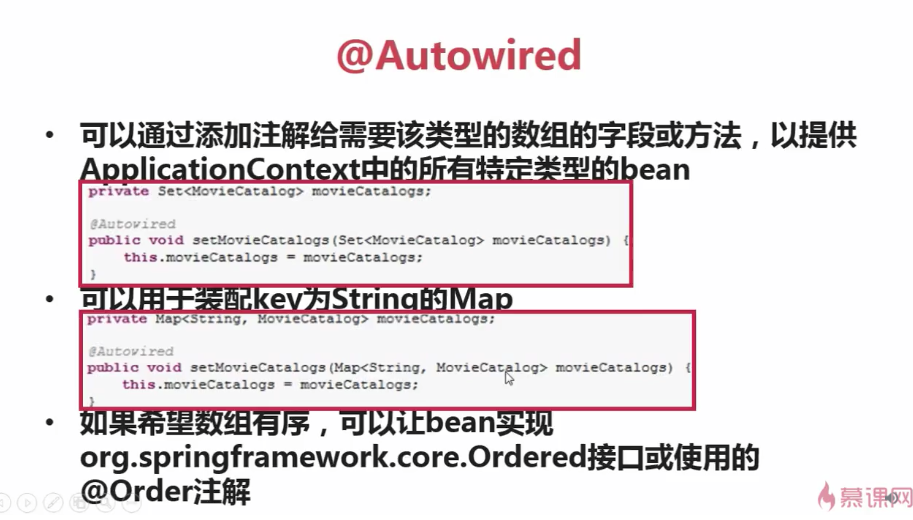 @Autowired
• 可以通过添加注解给需要该类型的数组的字段或方法，以提供
ApplicationContext中的所有特定类型的bean
private Set<MovieCatalog> movieCatalogs;
@Autowired
public void setMovieCatalogs(Set<MovieCatalog> movieCatalogs) {
this.movieCatalogs = movieCatalogs;
}
• 可以用于装配key为String的Map
private Map<String, MovieCatalog> movieCatalogs;
@Autowired
public void setMovieCatalogs(Map<String, MovieCatalog> movieCatalogs) {
this.movieCatalogs = movieCatalogs;
}
• 如果希望数组有序，可以让bean实现
org.springframework.core.Ordered接口或使用的
@Order注解
慕课网